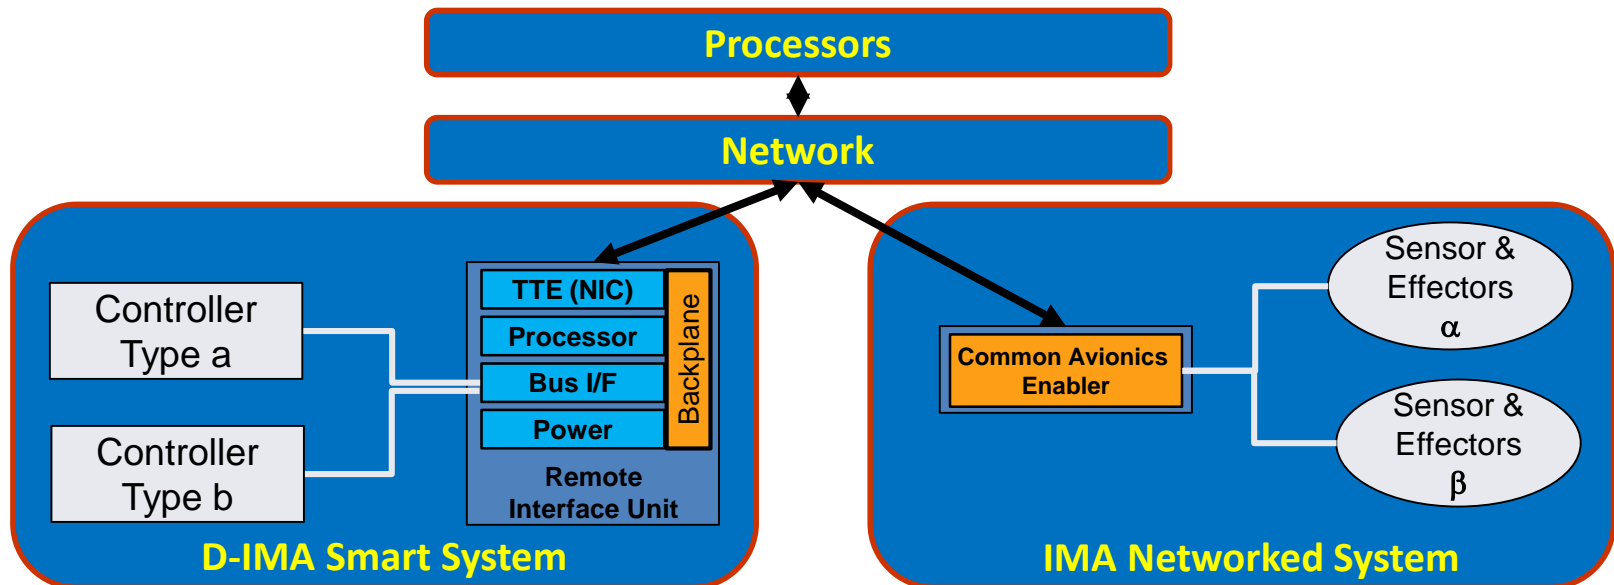 Processors
Network
Controller
Type a
Controller
Type b
TTE (NIC)
Processor
Bus I/F
Power
Backplane
Remote
Interface Unit
D-IMA Smart System
Common Avionics
Enabler
Sensor &
Effectors
α
Sensor &
Effectors
β
IMA Networked System